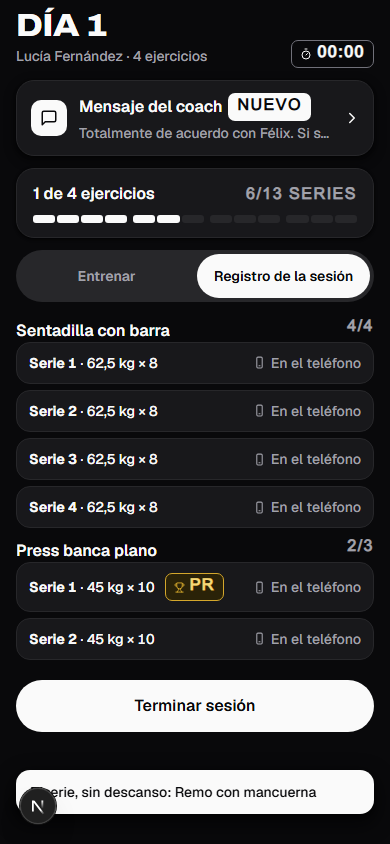 DÍA 1
Lucía Fernández · 4 ejercicios
00:00
Mensaje del coach NUEVO
Totalmente de acuerdo con Félix. Si s...
1 de 4 ejercicios 6/13 SERIES
Entrenar Registro de la sesión
Sentadilla con barra 4/4
Serie 1 · 62,5 kg × 8 En el teléfono
Serie 2 · 62,5 kg × 8 En el teléfono
Serie 3 · 62,5 kg × 8 En el teléfono
Serie 4 · 62,5 kg × 8 En el teléfono
Press banca plano 2/3
Serie 1 · 45 kg × 10 PR En el teléfono
Serie 2 · 45 kg × 10 En el teléfono
Terminar sesión
sin descanso: Remo con mancuerna
N